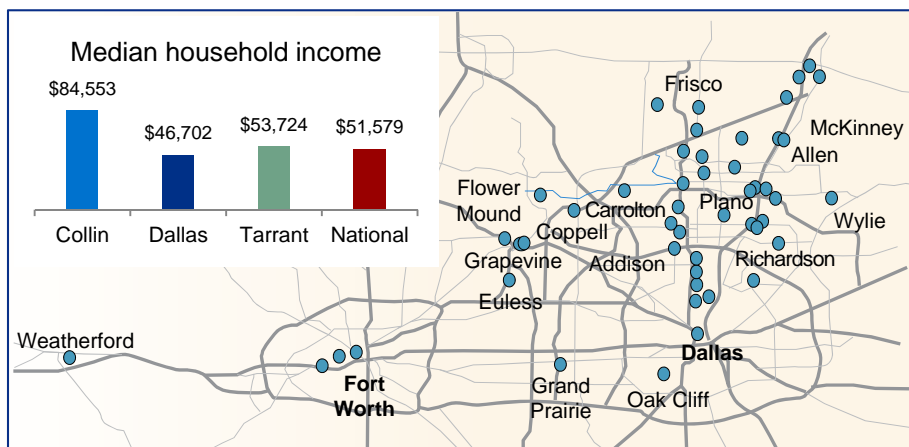 Median household income
$84,553
$46,702
$53,724
$51,579
Collin
Dallas
Tarrant
National
Frisco
McKinney
Allen
Flower
Mound
Carrolton
Plano
Wylie
Coppell
Grapevine
Addison
Richardson
Euless
Weatherford
Dallas
Fort
Worth
Grand
Prairie
Oak Cliff